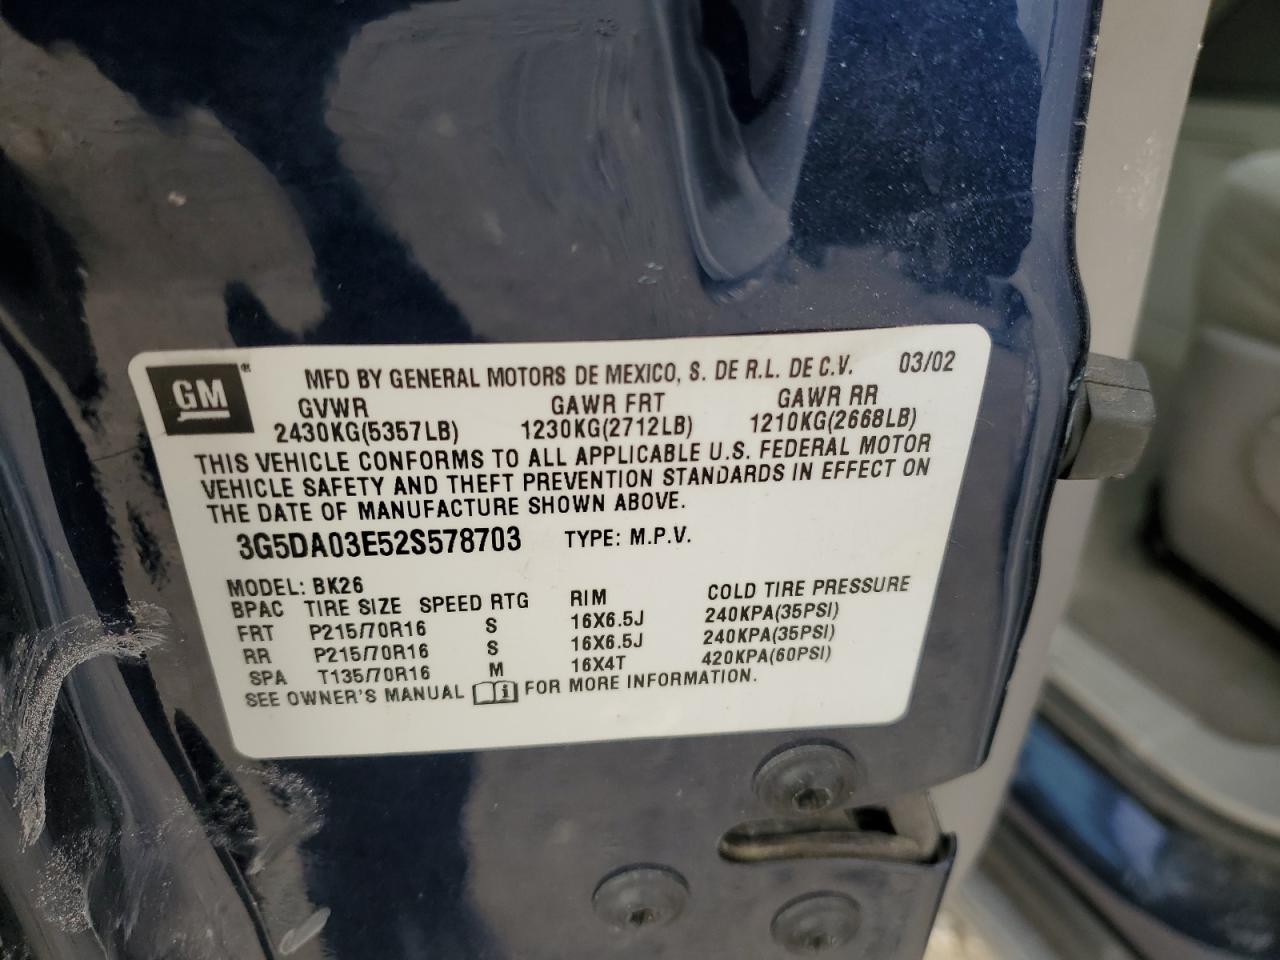 GM® MFD BY GENERAL MOTORS DE MEXICO, S. DE R.L. DE C.V. 03/02
GVWR GAWR FRT GAWR RR
2430KG(5357LB) 1230KG(2712LB) 1210KG(2668LB)
THIS VEHICLE CONFORMS TO ALL APPLICABLE U.S. FEDERAL MOTOR
VEHICLE SAFETY AND THEFT PREVENTION STANDARDS IN EFFECT ON
THE DATE OF MANUFACTURE SHOWN ABOVE.
3G5DA03E52S578703 TYPE: M.P.V.
MODEL: BK26
BPAC TIRE SIZE SPEED RTG RIM COLD TIRE PRESSURE
FRT P215/70R16 S 16X6.5J 240KPA(35PSI)
RR P215/70R16 S 16X6.5J 240KPA(35PSI)
SPA T135/70R16 M 16X4T 420KPA(60PSI)
SEE OWNER'S MANUAL i FOR MORE INFORMATION.